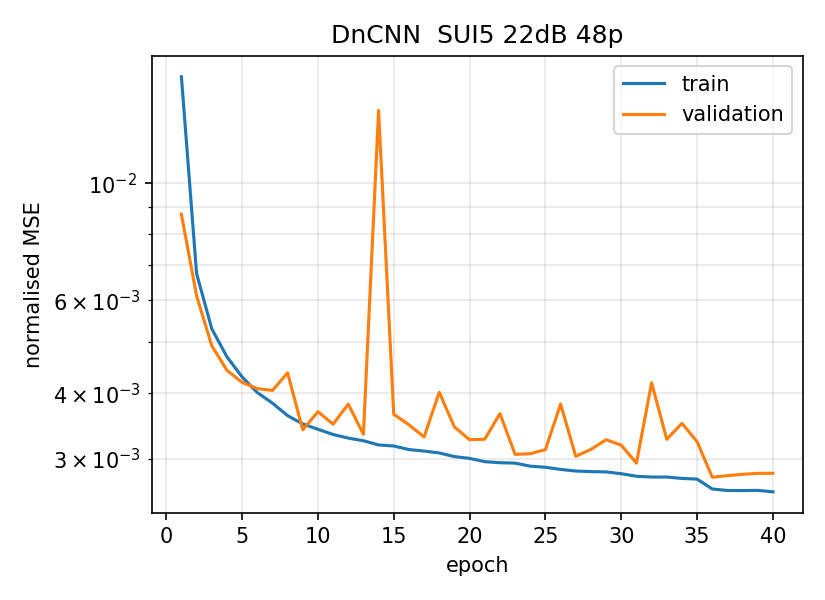 DnCNN  SUI5 22dB 48p
train
validation
10⁻²
6 × 10⁻³
4 × 10⁻³
3 × 10⁻³
normalised MSE
0 5 10 15 20 25 30 35 40
epoch